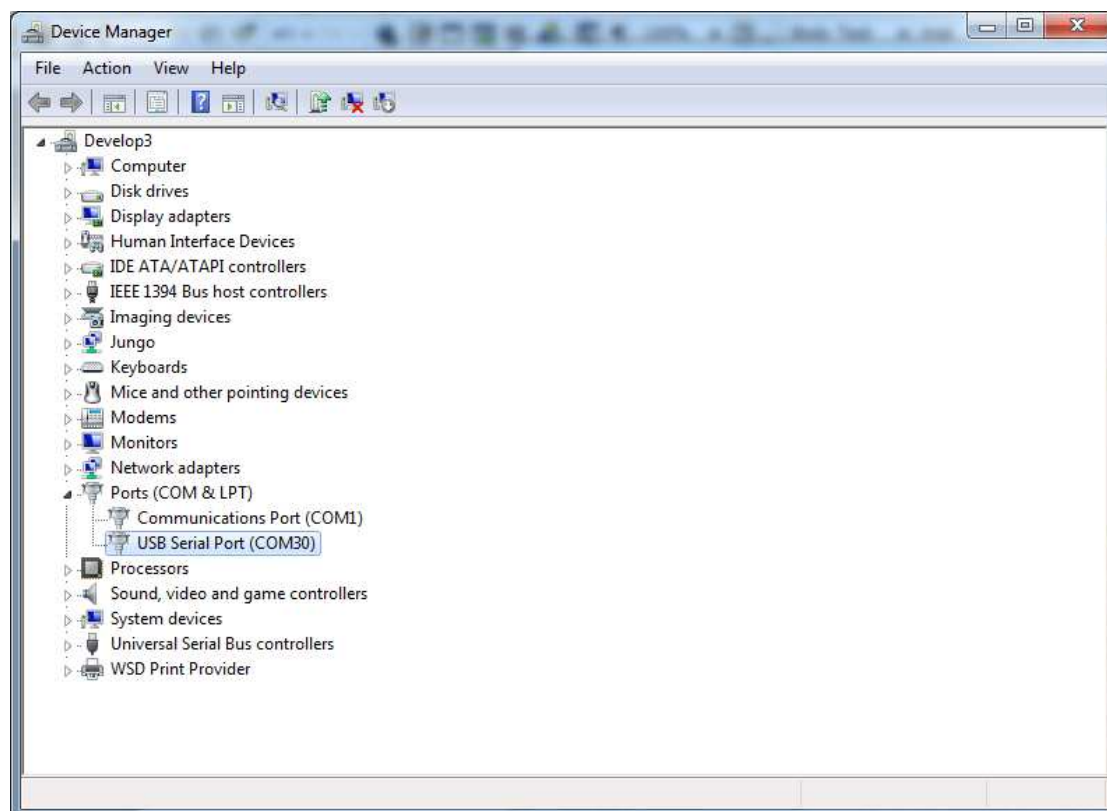 Device Manager
File Action View Help
Develop3
Computer
Disk drives
Display adapters
Human Interface Devices
IDE ATA/ATAPI controllers
IEEE 1394 Bus host controllers
Imaging devices
Jungo
Keyboards
Mice and other pointing devices
Modems
Monitors
Network adapters
Ports (COM & LPT)
Communications Port (COM1)
USB Serial Port (COM30)
Processors
Sound, video and game controllers
System devices
Universal Serial Bus controllers
WSD Print Provider